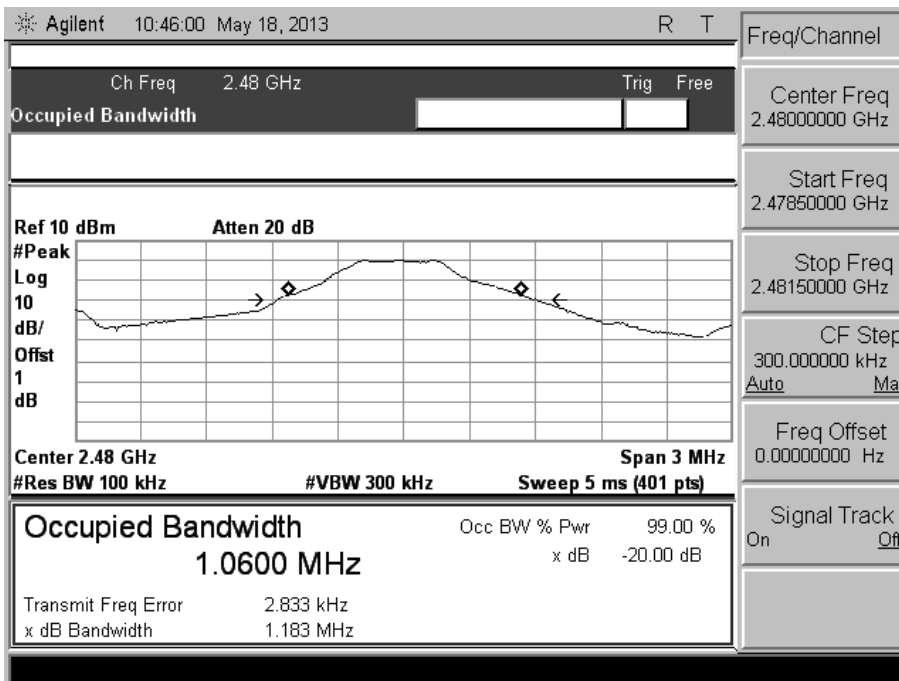 Agilent 10:46:00 May 18, 2013 R T
Freq/Channel
Ch Freq 2.48 GHz Trig Free
Occupied Bandwidth
Center Freq
2.48000000 GHz
Start Freq
2.47850000 GHz
Stop Freq
2.48150000 GHz
CF Step
300.000000 kHz
Auto Ma
Freq Offset
0.00000000 Hz
Signal Track
On Off
Ref 10 dBm Atten 20 dB
#Peak
Log
10
dB/
Offst
1
dB
Center 2.48 GHz Span 3 MHz
#Res BW 100 kHz #VBW 300 kHz Sweep 5 ms (401 pts)
Occupied Bandwidth Occ BW % Pwr 99.00 %
1.0600 MHz x dB -20.00 dB
Transmit Freq Error 2.833 kHz
x dB Bandwidth 1.183 MHz